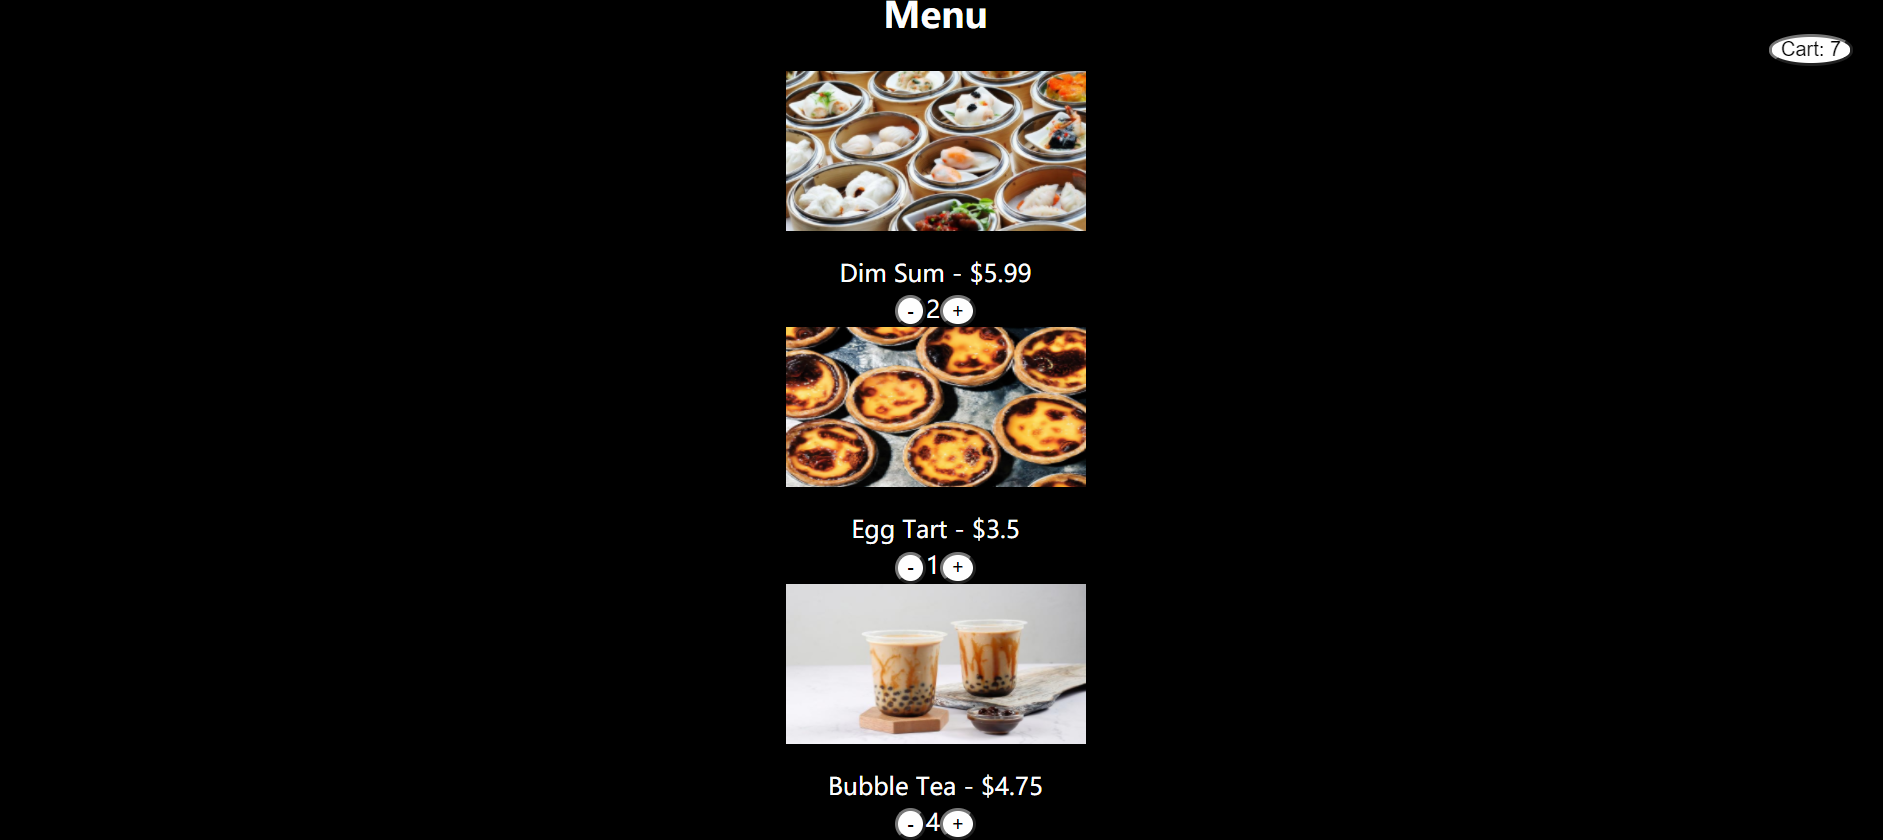 Menu
Cart: 7
Dim Sum - $5.99
- 2 +
Egg Tart - $3.5
- 1 +
Bubble Tea - $4.75
- 4 +